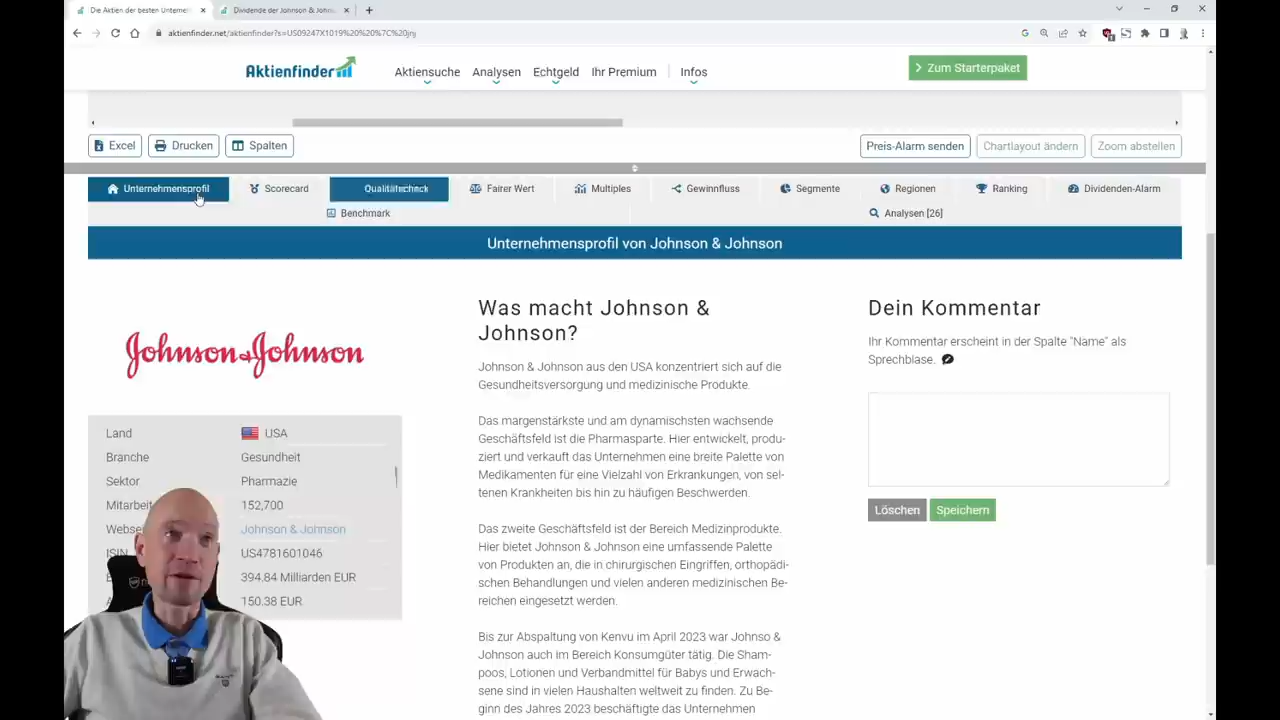 Die Aktien der besten Unterneh
Dividende der Johnson & Johns
aktienfinder.net/aktienfinder?s=US09247X1019%20%20%7C%20jnj
Aktienfinder
Aktiensuche
Analysen
Echtgeld
Ihr Premium
Infos
Zum Starterpaket
Excel
Drucken
Spalten
Preis-Alarm senden
Chartlayout ändern
Zoom abstellen
Unternehmensprofil
Scorecard
Qualitätscheck
Fairer Wert
Multiples
Gewinnfluss
Segmente
Regionen
Ranking
Dividenden-Alarm
Benchmark
Analysen [26]
Unternehmensprofil von Johnson & Johnson
Johnson&Johnson
Land
USA
Branche
Gesundheit
Sektor
Pharmazie
Mitarbeit
152,700
Webse
Johnson & Johnson
ISIN
US4781601046
394.84 Milliarden EUR
150.38 EUR
Was macht Johnson &
Johnson?
Johnson & Johnson aus den USA konzentriert sich auf die
Gesundheitsversorgung und medizinische Produkte.
Das margenstärkste und am dynamischsten wachsende
Geschäftsfeld ist die Pharmasparte. Hier entwickelt, produ-
ziert und verkauft das Unternehmen eine breite Palette von
Medikamenten für eine Vielzahl von Erkrankungen, von sel-
tenen Krankheiten bis hin zu häufigen Beschwerden.
Das zweite Geschäftsfeld ist der Bereich Medizinprodukte.
Hier bietet Johnson & Johnson eine umfassende Palette
von Produkten an, die in chirurgischen Eingriffen, orthopädi-
schen Behandlungen und vielen anderen medizinischen Be-
reichen eingesetzt werden.
Bis zur Abspaltung von Kenvu im April 2023 war Johnso &
Johnson auch im Bereich Konsumgüter tätig. Die Sham-
poos, Lotionen und Verbandmittel für Babys und Erwach-
sene sind in vielen Haushalten weltweit zu finden. Zu Be-
ginn des Jahres 2023 beschäftigte das Unternehmen
Dein Kommentar
Ihr Kommentar erscheint in der Spalte "Name" als
Sprechblase.
Löschen
Speichern